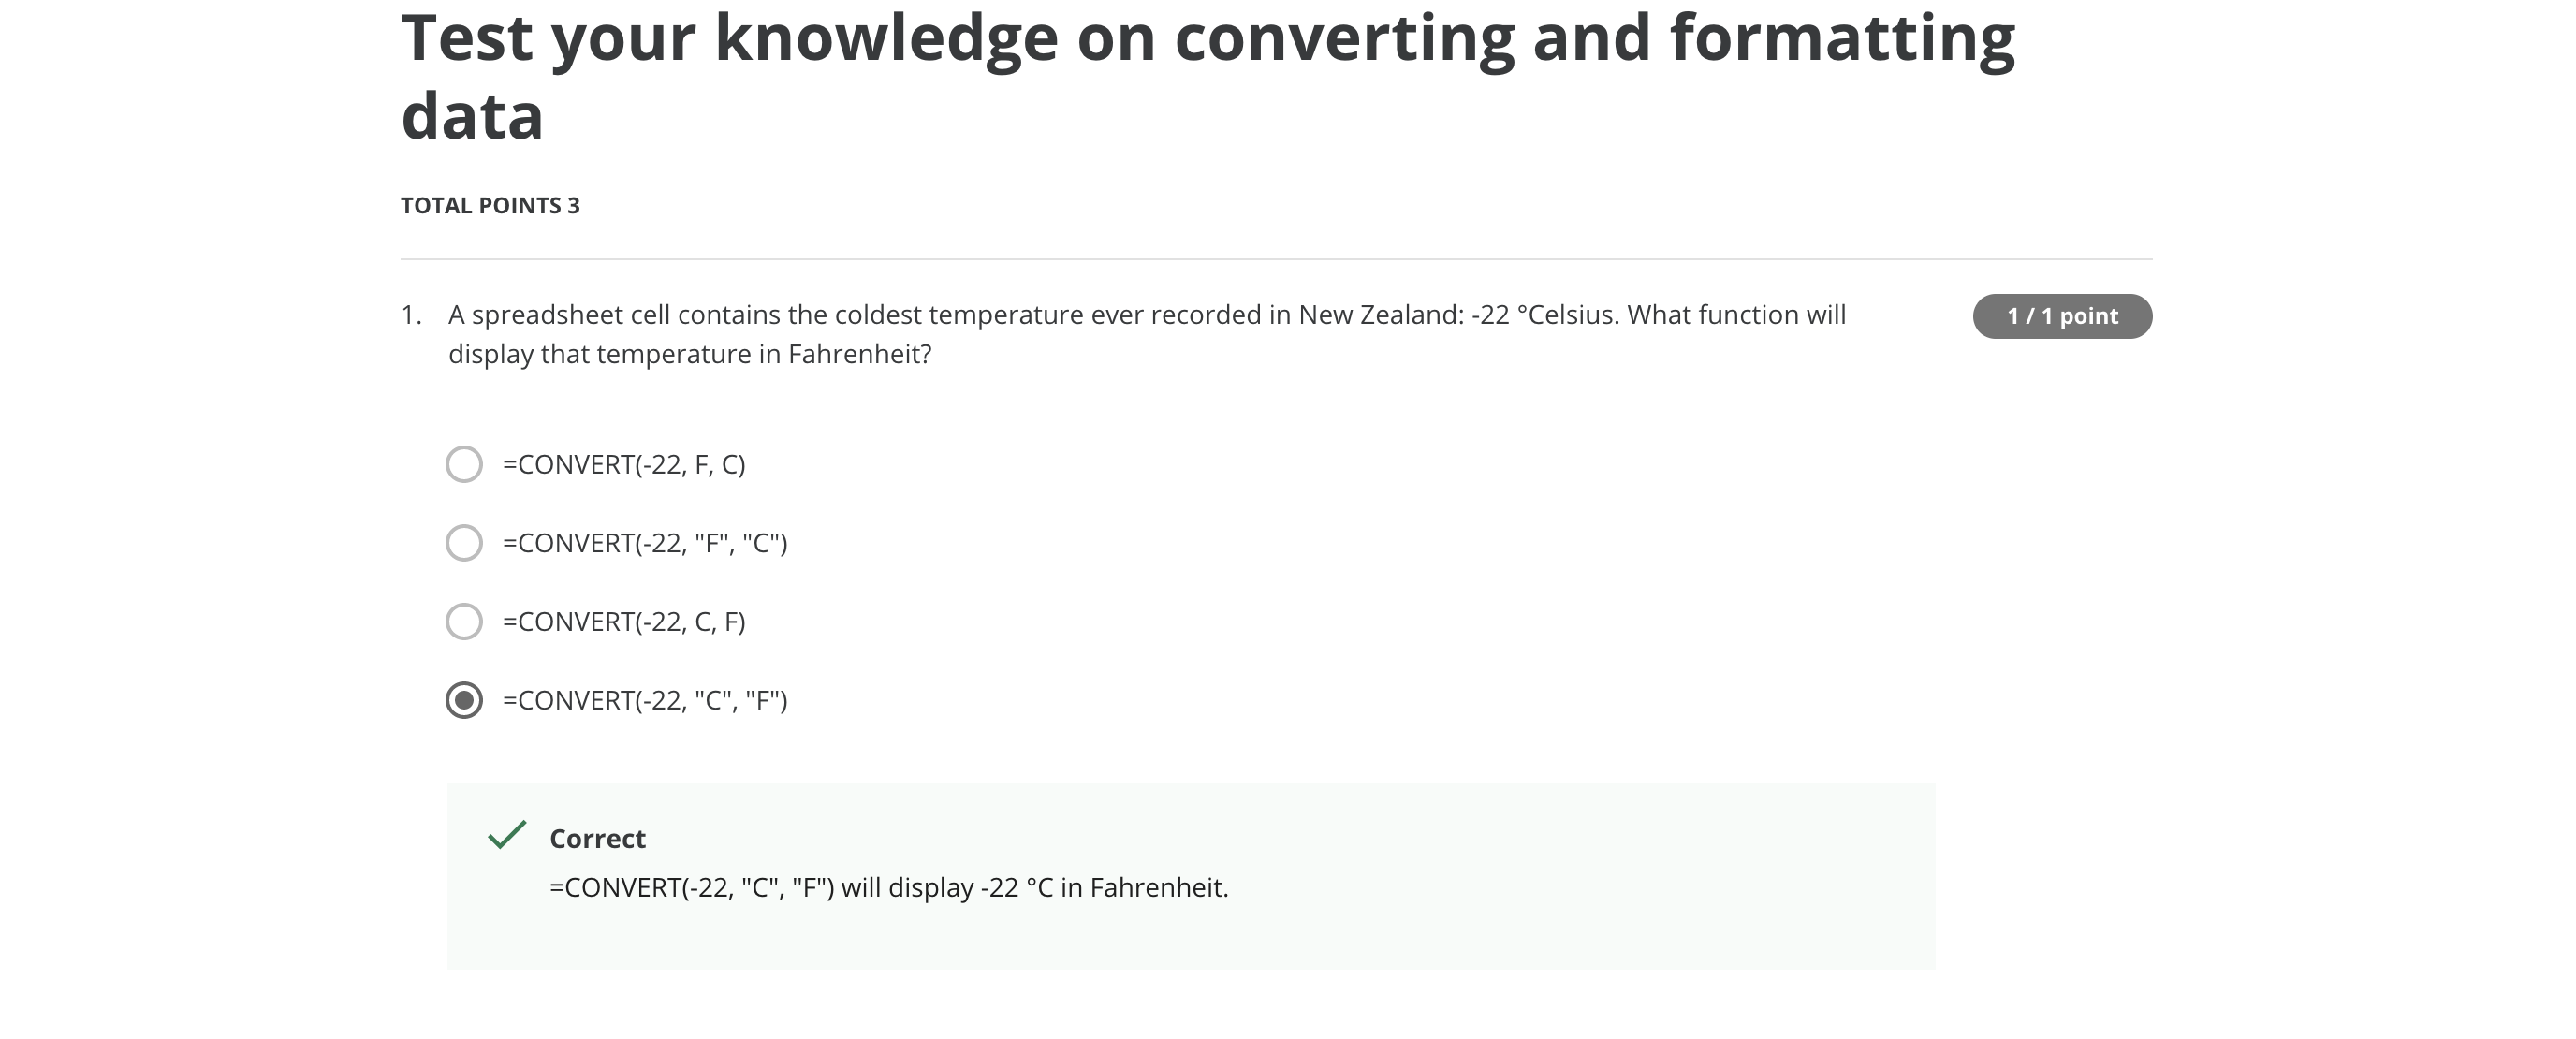 Test your knowledge on converting and formatting
data
TOTAL POINTS 3
1. A spreadsheet cell contains the coldest temperature ever recorded in New Zealand: -22 °Celsius. What function will
1 / 1 point
display that temperature in Fahrenheit?
=CONVERT(-22, F, C)
=CONVERT(-22, "F", "C")
=CONVERT(-22, C, F)
=CONVERT(-22, "C", "F")
Correct
=CONVERT(-22, "C", "F") will display -22 °C in Fahrenheit.